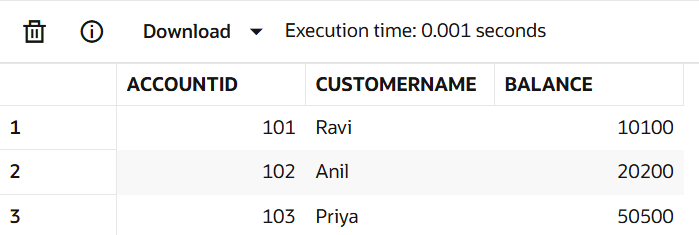 Download Execution time: 0.001 seconds
ACCOUNTID CUSTOMERNAME BALANCE
1 101 Ravi 10100
2 102 Anil 20200
3 103 Priya 50500